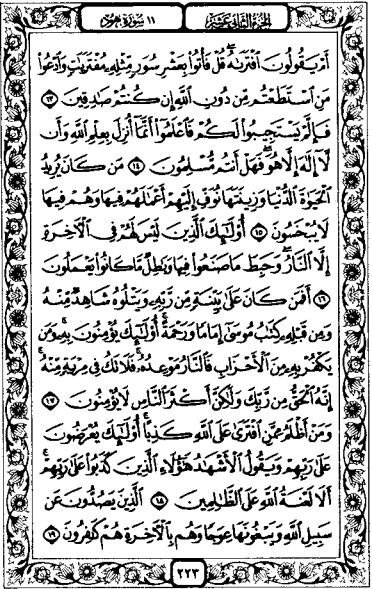 الجزء الثاني عشر
١١ سورة هود
أَمْ يَقُولُونَ ٱفْتَرَىٰهُ ۖ قُلْ فَأْتُوا۟ بِعَشْرِ سُوَرٍ مِّثْلِهِۦ مُفْتَرَيَٰتٍ وَٱدْعُوا۟
مَنِ ٱسْتَطَعْتُم مِّن دُونِ ٱللَّهِ إِن كُنتُمْ صَٰدِقِينَ ١٣
فَإِلَّمْ يَسْتَجِيبُوا۟ لَكُمْ فَٱعْلَمُوٓا۟ أَنَّمَآ أُنزِلَ بِعِلْمِ ٱللَّهِ وَأَن
لَّآ إِلَٰهَ إِلَّا هُوَ ۖ فَهَلْ أَنتُم مُّسْلِمُونَ ١٤ مَن كَانَ يُرِيدُ
ٱلْحَيَوٰةَ ٱلدُّنْيَا وَزِينَتَهَا نُوَفِّ إِلَيْهِمْ أَعْمَٰلَهُمْ فِيهَا وَهُمْ فِيهَا
لَا يُبْخَسُونَ ١٥ أُو۟لَٰٓئِكَ ٱلَّذِينَ لَيْسَ لَهُمْ فِى ٱلْءَاخِرَةِ
إِلَّا ٱلنَّارُ ۖ وَحَبِطَ مَا صَنَعُوا۟ فِيهَا وَبَٰطِلٌ مَّا كَانُوا۟ يَعْمَلُونَ
١٦ أَفَمَن كَانَ عَلَىٰ بَيِّنَةٍ مِّن رَّبِّهِۦ وَيَتْلُوهُ شَاهِدٌ مِّنْهُ
وَمِن قَبْلِهِۦ كِتَٰبُ مُوسَىٰٓ إِمَامًا وَرَحْمَةً ۚ أُو۟لَٰٓئِكَ يُؤْمِنُونَ بِهِۦ ۚ وَمَن
يَكْفُرْ بِهِۦ مِنَ ٱلْأَحْزَابِ فَٱلنَّارُ مَوْعِدُهُۥ ۚ فَلَا تَكُ فِى مِرْيَةٍ مِّنْهُ ۚ
إِنَّهُ ٱلْحَقُّ مِن رَّبِّكَ وَلَٰكِنَّ أَكْثَرَ ٱلنَّاسِ لَا يُؤْمِنُونَ ١٧
وَمَنْ أَظْلَمُ مِمَّنِ ٱفْتَرَىٰ عَلَى ٱللَّهِ كَذِبًا ۚ أُو۟لَٰٓئِكَ يُعْرَضُونَ
عَلَىٰ رَبِّهِمْ وَيَقُولُ ٱلْأَشْهَٰدُ هَٰٓؤُلَآءِ ٱلَّذِينَ كَذَبُوا۟ عَلَىٰ رَبِّهِمْ ۚ
أَلَا لَعْنَةُ ٱللَّهِ عَلَى ٱلظَّٰلِمِينَ ١٨ ٱلَّذِينَ يَصُدُّونَ عَن
سَبِيلِ ٱللَّهِ وَيَبْغُونَهَا عِوَجًا وَهُم بِٱلْءَاخِرَةِ هُمْ كَٰفِرُونَ ١٩
٢٢٣